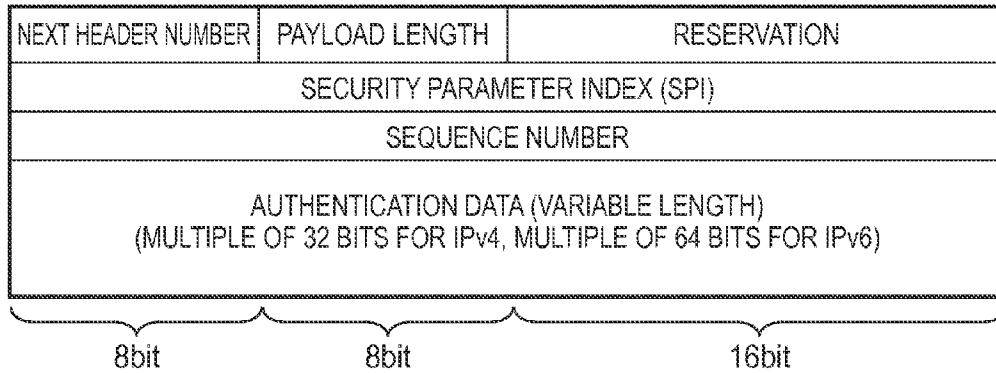 NEXT HEADER NUMBER PAYLOAD LENGTH RESERVATION
SECURITY PARAMETER INDEX (SPI)
SEQUENCE NUMBER
AUTHENTICATION DATA (VARIABLE LENGTH)
(MULTIPLE OF 32 BITS FOR IPv4, MULTIPLE OF 64 BITS FOR IPv6)
8bit 8bit 16bit